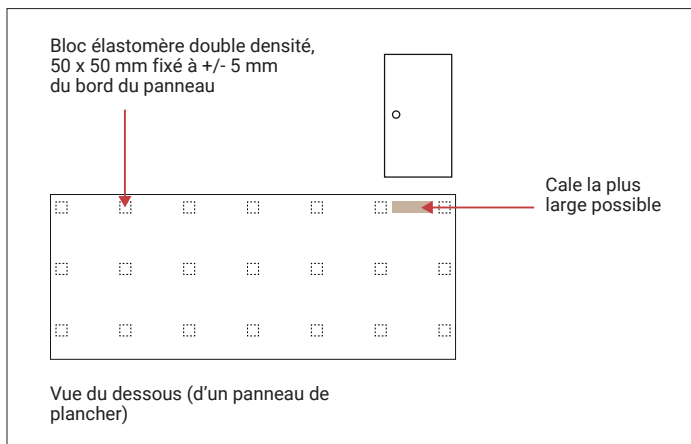 Bloc élastomère double densité,
50 x 50 mm fixé à +/- 5 mm
du bord du panneau
Cale la plus
large possible
Vue du dessous (d’un panneau de
plancher)